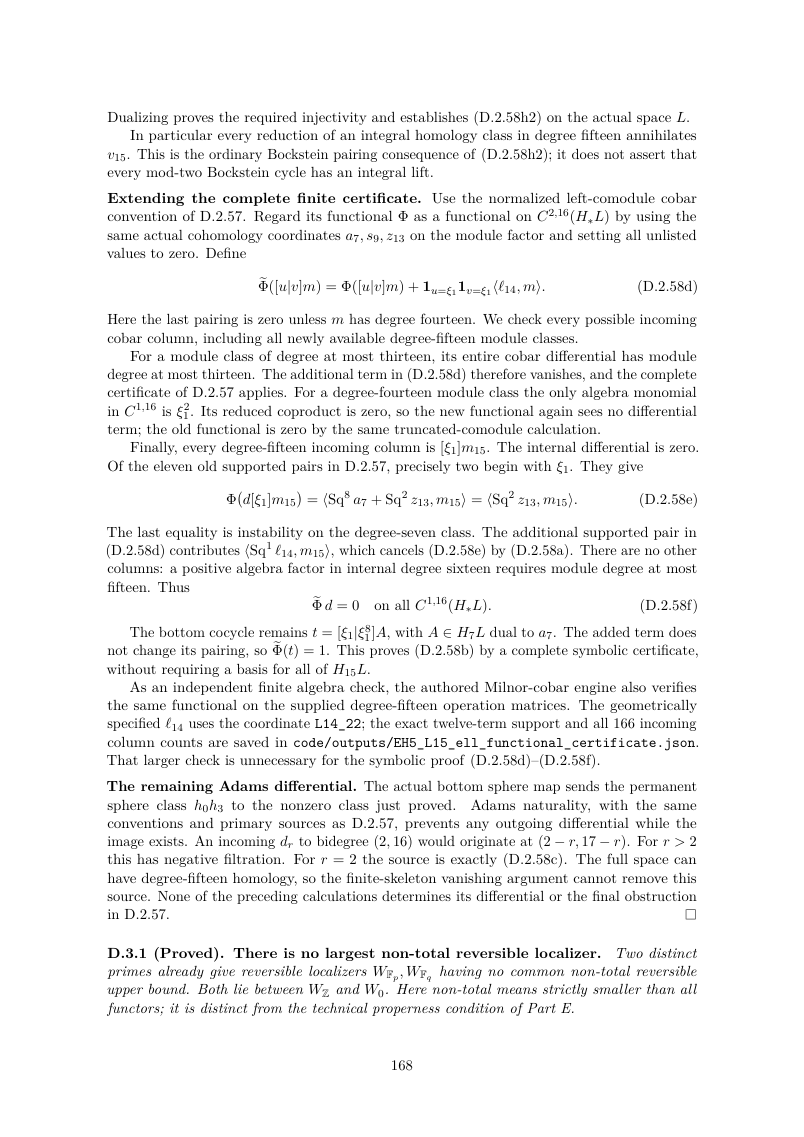 Dualizing proves the required injectivity and establishes (D.2.58h2) on the actual space L.
In particular every reduction of an integral homology class in degree fifteen annihilates
v₁₅. This is the ordinary Bockstein pairing consequence of (D.2.58h2); it does not assert that
every mod-two Bockstein cycle has an integral lift.
Extending the complete finite certificate. Use the normalized left-comodule cobar
convention of D.2.57. Regard its functional Φ as a functional on C^{2,16}(H_*L) by using the
same actual cohomology coordinates a₇, s₉, z₁₃ on the module factor and setting all unlisted
values to zero. Define
Φ̃([u|v]m) = Φ([u|v]m) + 1_{u=ξ₁}1_{v=ξ₁}⟨ℓ₁₄, m⟩. (D.2.58d)
Here the last pairing is zero unless m has degree fourteen. We check every possible incoming
cobar column, including all newly available degree-fifteen module classes.
For a module class of degree at most thirteen, its entire cobar differential has module
degree at most thirteen. The additional term in (D.2.58d) therefore vanishes, and the complete
certificate of D.2.57 applies. For a degree-fourteen module class the only algebra monomial
in C^{1,16} is ξ₁². Its reduced coproduct is zero, so the new functional again sees no differential
term; the old functional is zero by the same truncated-comodule calculation.
Finally, every degree-fifteen incoming column is [ξ₁]m₁₅. The internal differential is zero.
Of the eleven old supported pairs in D.2.57, precisely two begin with ξ₁. They give
Φ(d[ξ₁]m₁₅) = ⟨Sq⁸ a₇ + Sq² z₁₃, m₁₅⟩ = ⟨Sq² z₁₃, m₁₅⟩. (D.2.58e)
The last equality is instability on the degree-seven class. The additional supported pair in
(D.2.58d) contributes ⟨Sq¹ ℓ₁₄, m₁₅⟩, which cancels (D.2.58e) by (D.2.58a). There are no other
columns: a positive algebra factor in internal degree sixteen requires module degree at most
fifteen. Thus
Φ̃ d = 0 on all C^{1,16}(H_*L). (D.2.58f)
The bottom cocycle remains t = [ξ₁|ξ₁⁸]A, with A ∈ H₇L dual to a₇. The added term does
not change its pairing, so Φ̃(t) = 1. This proves (D.2.58b) by a complete symbolic certificate,
without requiring a basis for all of H₁₅L.
As an independent finite algebra check, the authored Milnor-cobar engine also verifies
the same functional on the supplied degree-fifteen operation matrices. The geometrically
specified ℓ₁₄ uses the coordinate L14_22; the exact twelve-term support and all 166 incoming
column counts are saved in code/outputs/EH5_L15_ell_functional_certificate.json.
That larger check is unnecessary for the symbolic proof (D.2.58d)–(D.2.58f).
The remaining Adams differential. The actual bottom sphere map sends the permanent
sphere class h₀h₃ to the nonzero class just proved. Adams naturality, with the same
conventions and primary sources as D.2.57, prevents any outgoing differential while the
image exists. An incoming d_r to bidegree (2, 16) would originate at (2 − r, 17 − r). For r > 2
this has negative filtration. For r = 2 the source is exactly (D.2.58c). The full space can
have degree-fifteen homology, so the finite-skeleton vanishing argument cannot remove this
source. None of the preceding calculations determines its differential or the final obstruction
in D.2.57. □
D.3.1 (Proved). There is no largest non-total reversible localizer. Two distinct
primes already give reversible localizers W_{𝔽_p}, W_{𝔽_q} having no common non-total reversible
upper bound. Both lie between W_ℤ and W₀. Here non-total means strictly smaller than all
functors; it is distinct from the technical properness condition of Part E.
168